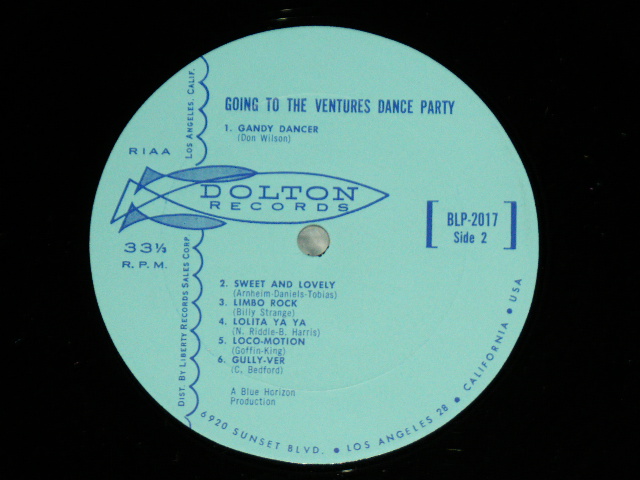 GOING TO THE VENTURES DANCE PARTY
1. GANDY DANCER
(Don Wilson)
RIAA
LOS ANGELES, CALIF.
DOLTON
RECORDS
33⅓
R. P. M.
BLP-2017
Side 2
DIST. BY LIBERTY RECORDS SALES CORP.
2. SWEET AND LOVELY
(Arnheim-Daniels-Tobias)
3. LIMBO ROCK
(Billy Strange)
4. LOLITA YA YA
(N. Riddle-B. Harris)
5. LOCO-MOTION
(Goffin-King)
6. GULLY-VER
(C. Bedford)
A Blue Horizon
Production
6920 SUNSET BLVD. • LOS ANGELES 28 • CALIFORNIA • USA